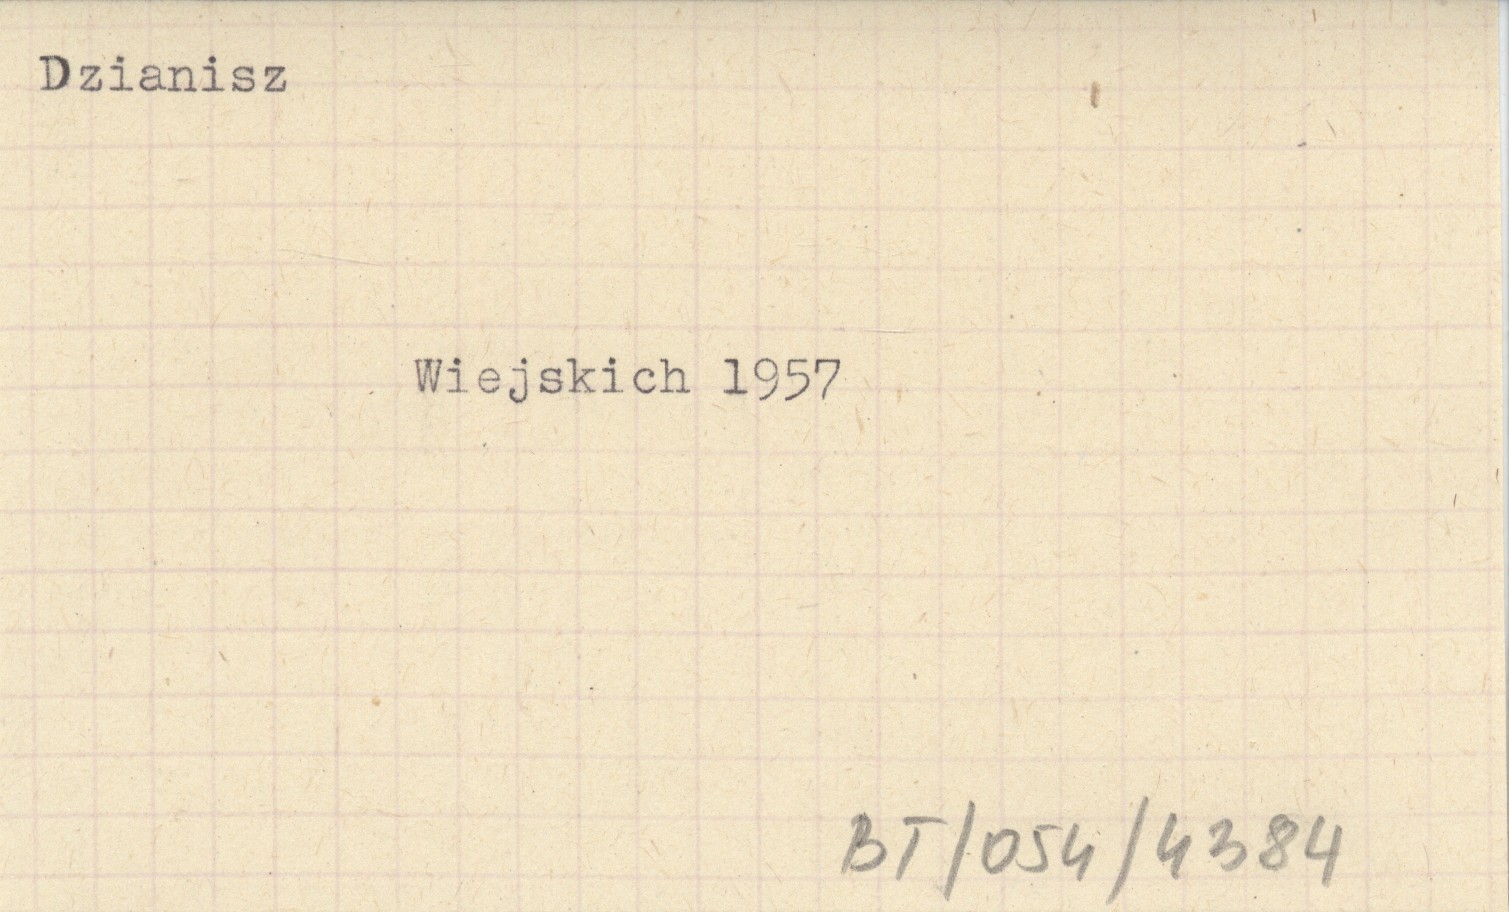 Dzianisz
Wiejskich 1957
BT/054/4384